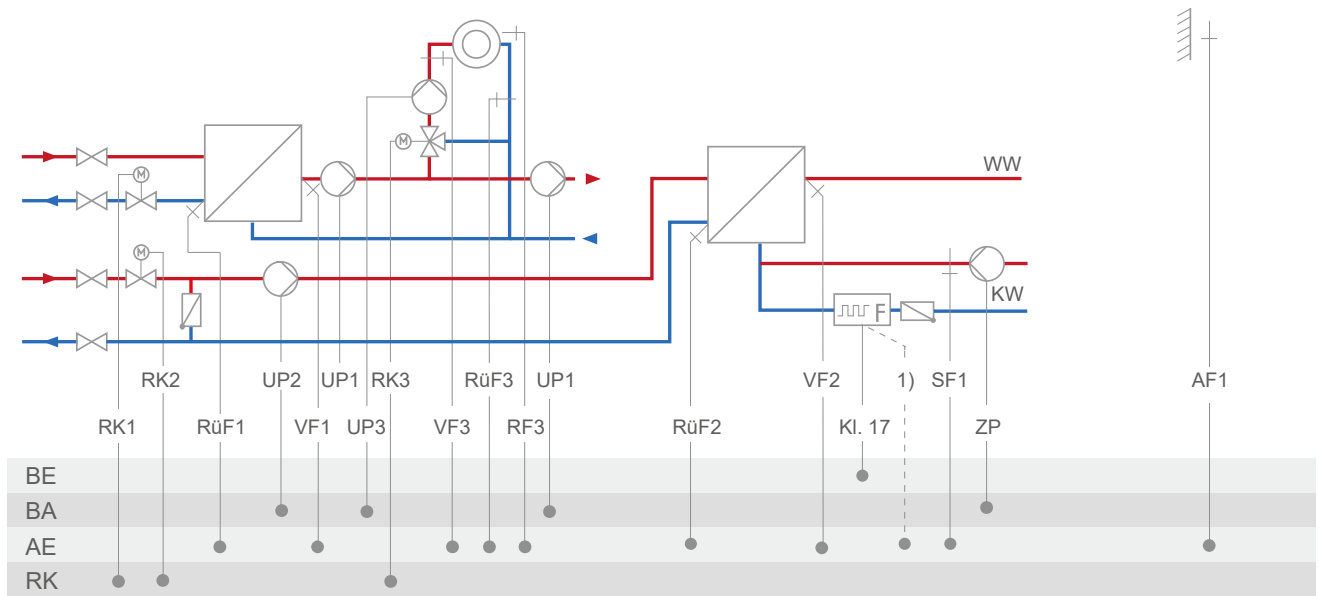 M
WW
M
M
KW
F
RK2 UP2 UP1 RK3 RüF3 UP1 VF2 1) SF1 AF1
RK1 RüF1 VF1 UP3 VF3 RF3 RüF2 Kl. 17 ZP
BE
BA
AE
RK